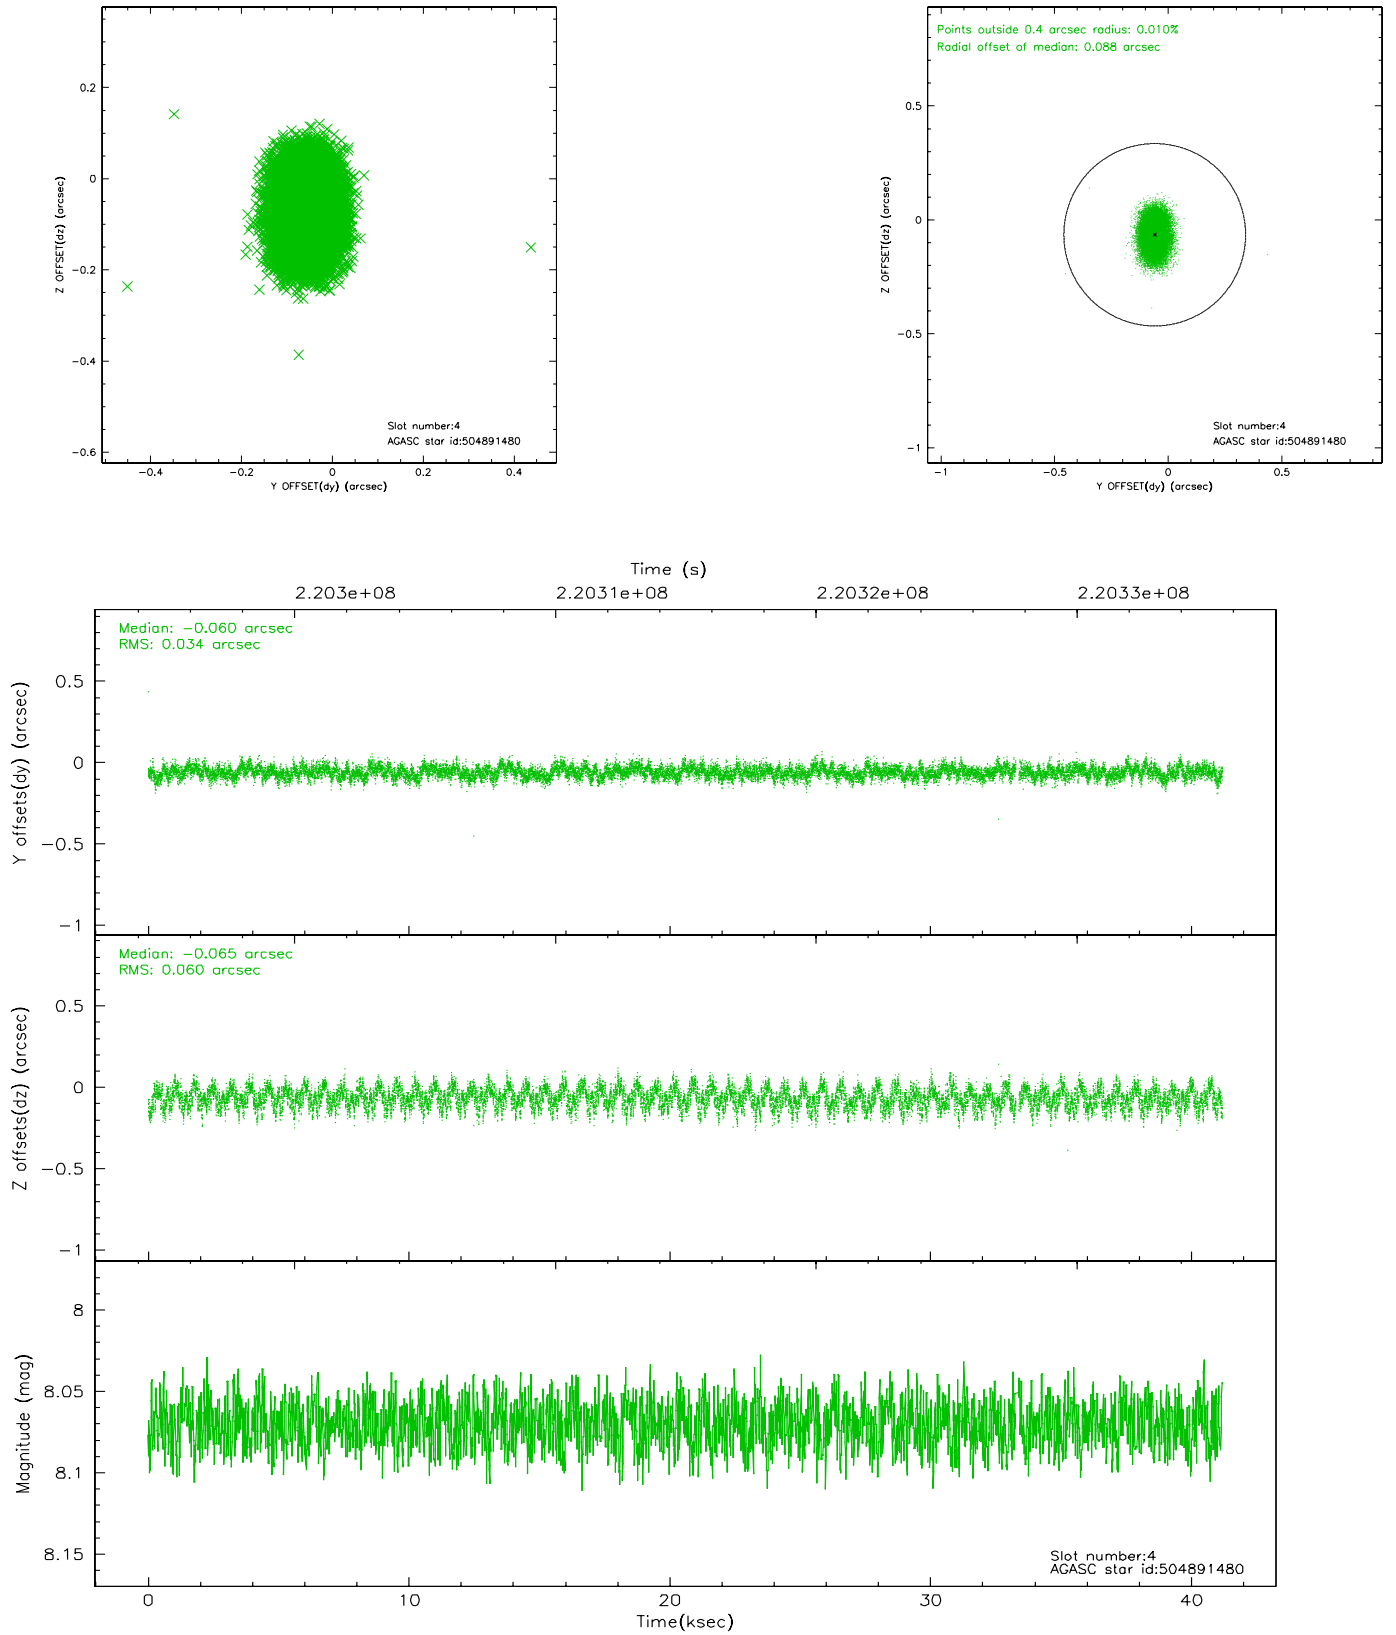 0.2
0
−0.2
−0.4
−0.6
Z OFFSET(dz) (arcsec)
Slot number:4
AGASC star id:504891480
−0.4
−0.2
0
0.2
0.4
Y OFFSET(dy) (arcsec)
Points outside 0.4 arcsec radius: 0.010%
Radial offset of median: 0.088 arcsec
0.5
0
−0.5
−1
Z OFFSET(dz) (arcsec)
Slot number:4
AGASC star id:504891480
−1
−0.5
0
0.5
Y OFFSET(dy) (arcsec)
Time (s)
2.203e+08
2.2031e+08
2.2032e+08
2.2033e+08
Median: −0.060 arcsec
RMS: 0.034 arcsec
0.5
0
−0.5
−1
Y offsets(dy) (arcsec)
Median: −0.065 arcsec
RMS: 0.060 arcsec
0.5
0
−0.5
−1
Z offsets(dz) (arcsec)
8
8.05
8.1
8.15
Magnitude (mag)
Slot number:4
AGASC star id:504891480
0
10
20
30
40
Time(ksec)